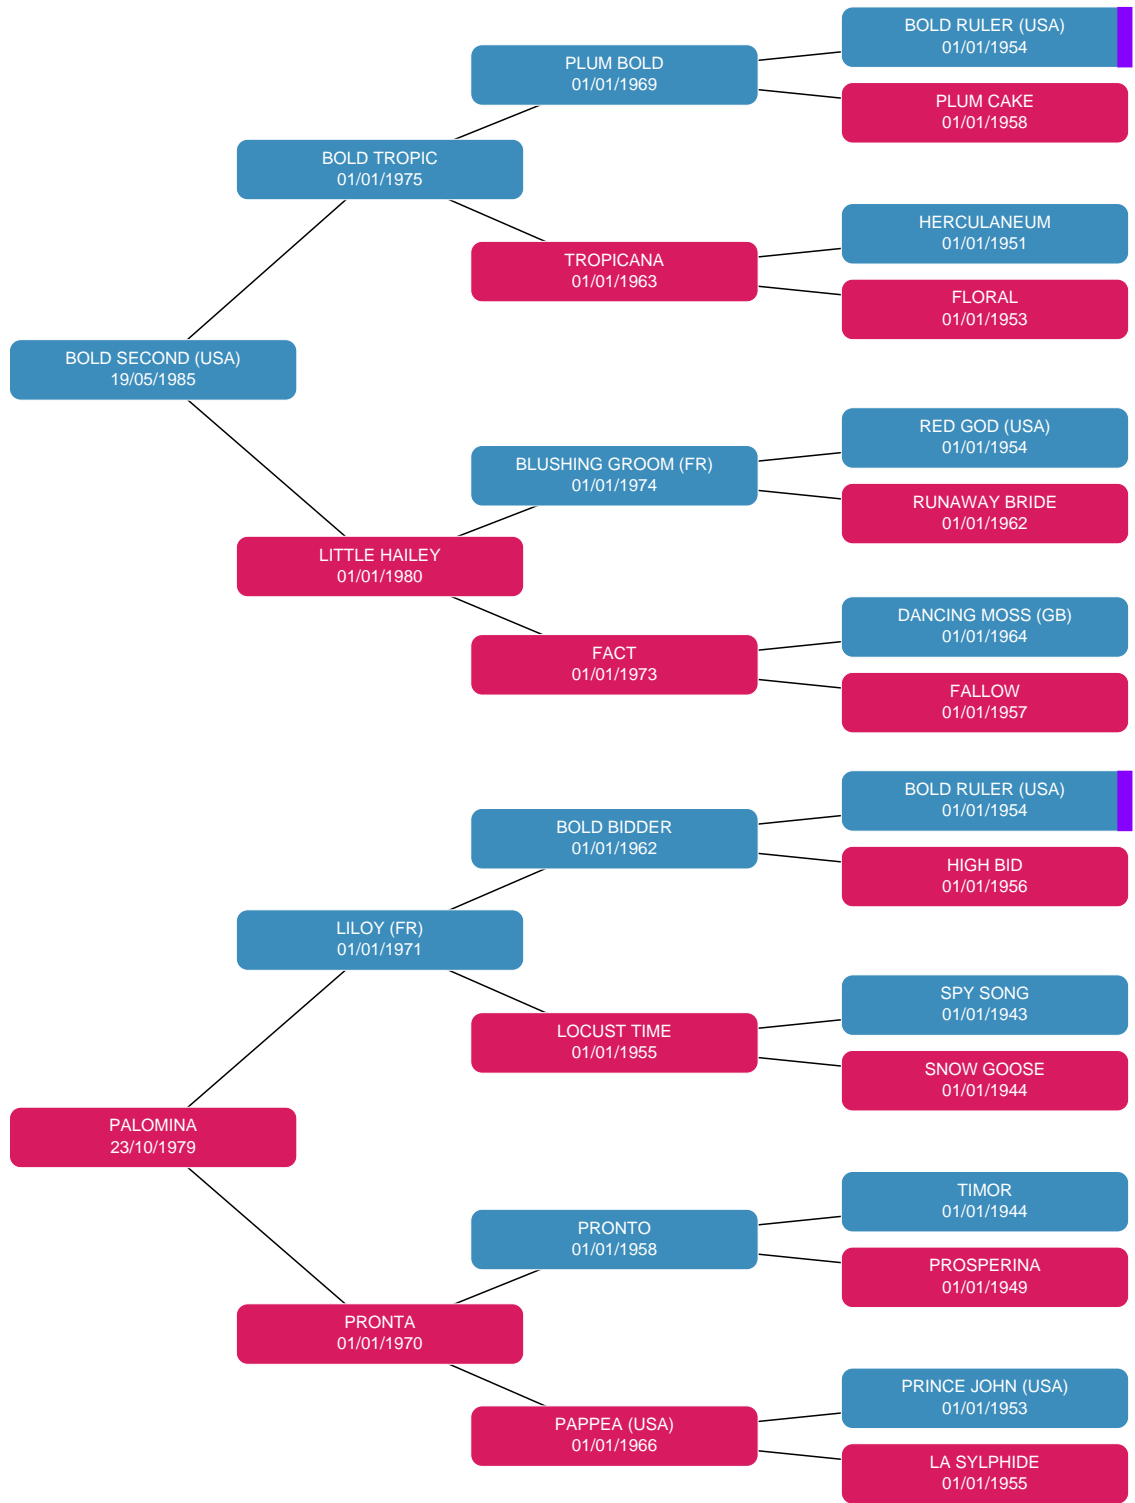 BOLD RULER (USA)
01/01/1954
PLUM BOLD
01/01/1969
PLUM CAKE
01/01/1958
BOLD TROPIC
01/01/1975
HERCULANEUM
01/01/1951
TROPICANA
01/01/1963
FLORAL
01/01/1953
BOLD SECOND (USA)
19/05/1985
RED GOD (USA)
01/01/1954
BLUSHING GROOM (FR)
01/01/1974
RUNAWAY BRIDE
01/01/1962
LITTLE HAILEY
01/01/1980
DANCING MOSS (GB)
01/01/1964
FACT
01/01/1973
FALLOW
01/01/1957
BOLD RULER (USA)
01/01/1954
BOLD BIDDER
01/01/1962
HIGH BID
01/01/1956
LILOY (FR)
01/01/1971
SPY SONG
01/01/1943
LOCUST TIME
01/01/1955
SNOW GOOSE
01/01/1944
PALOMINA
23/10/1979
TIMOR
01/01/1944
PRONTO
01/01/1958
PROSPERINA
01/01/1949
PRONTA
01/01/1970
PRINCE JOHN (USA)
01/01/1953
PAPPEA (USA)
01/01/1966
LA SYLPHIDE
01/01/1955